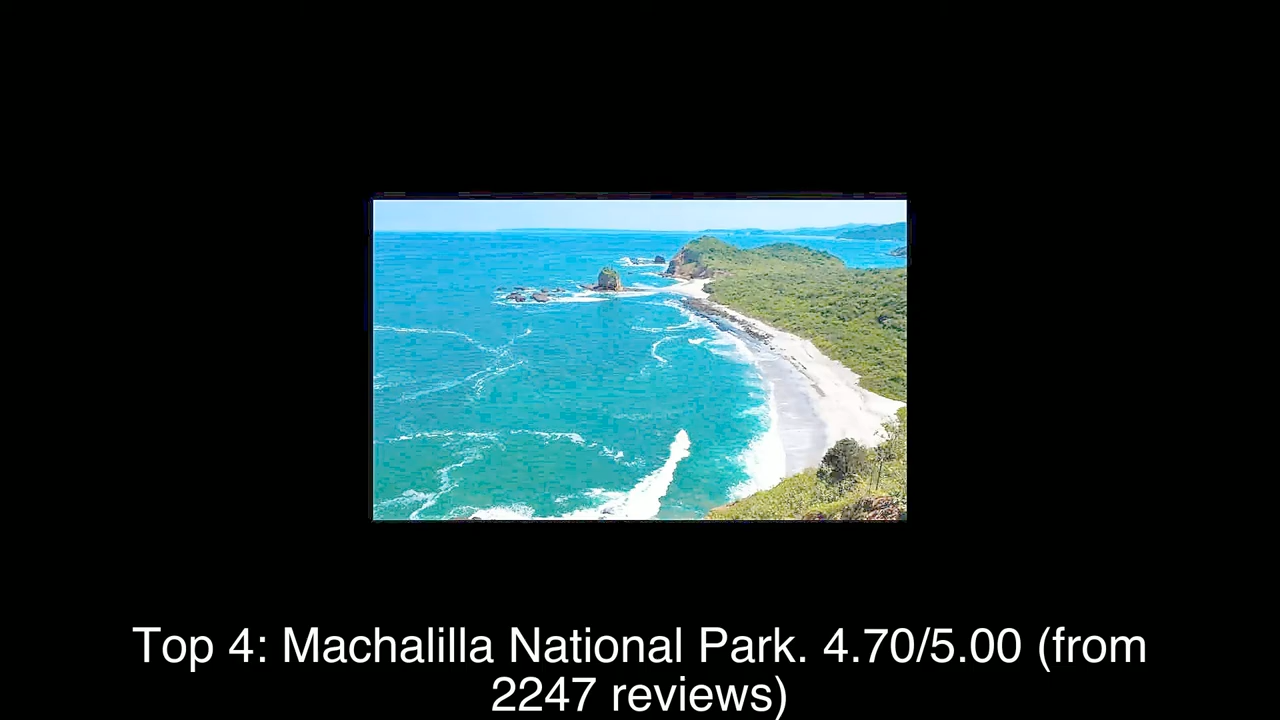 Top 4: Machalilla National Park. 4.70/5.00 (from
2247 reviews)